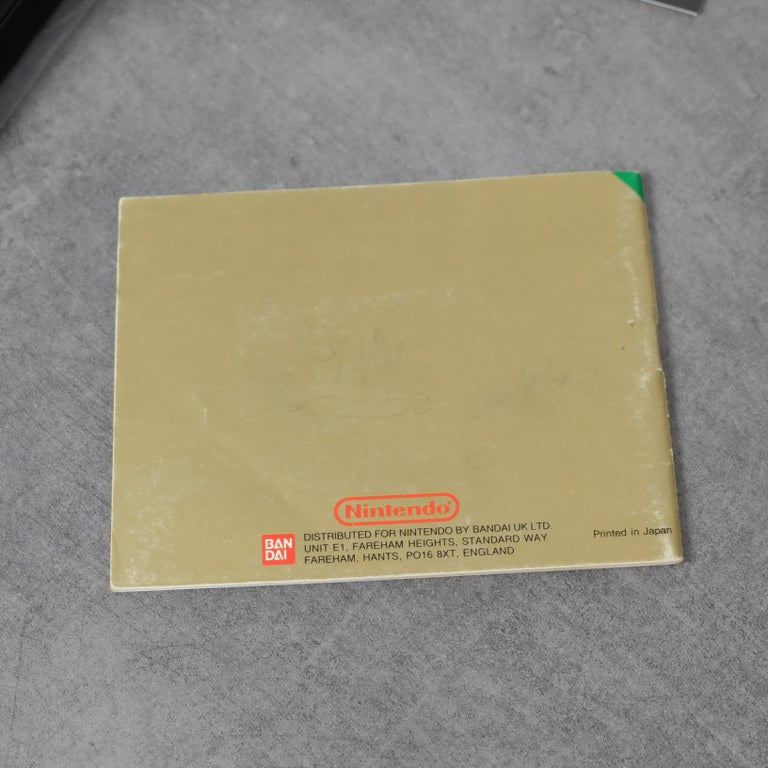 Nintendo®
BAN
DAI
DISTRIBUTED FOR NINTENDO BY BANDAI UK LTD.
UNIT E1, FAREHAM HEIGHTS, STANDARD WAY
FAREHAM, HANTS, PO16 8XT, ENGLAND
Printed in Japan